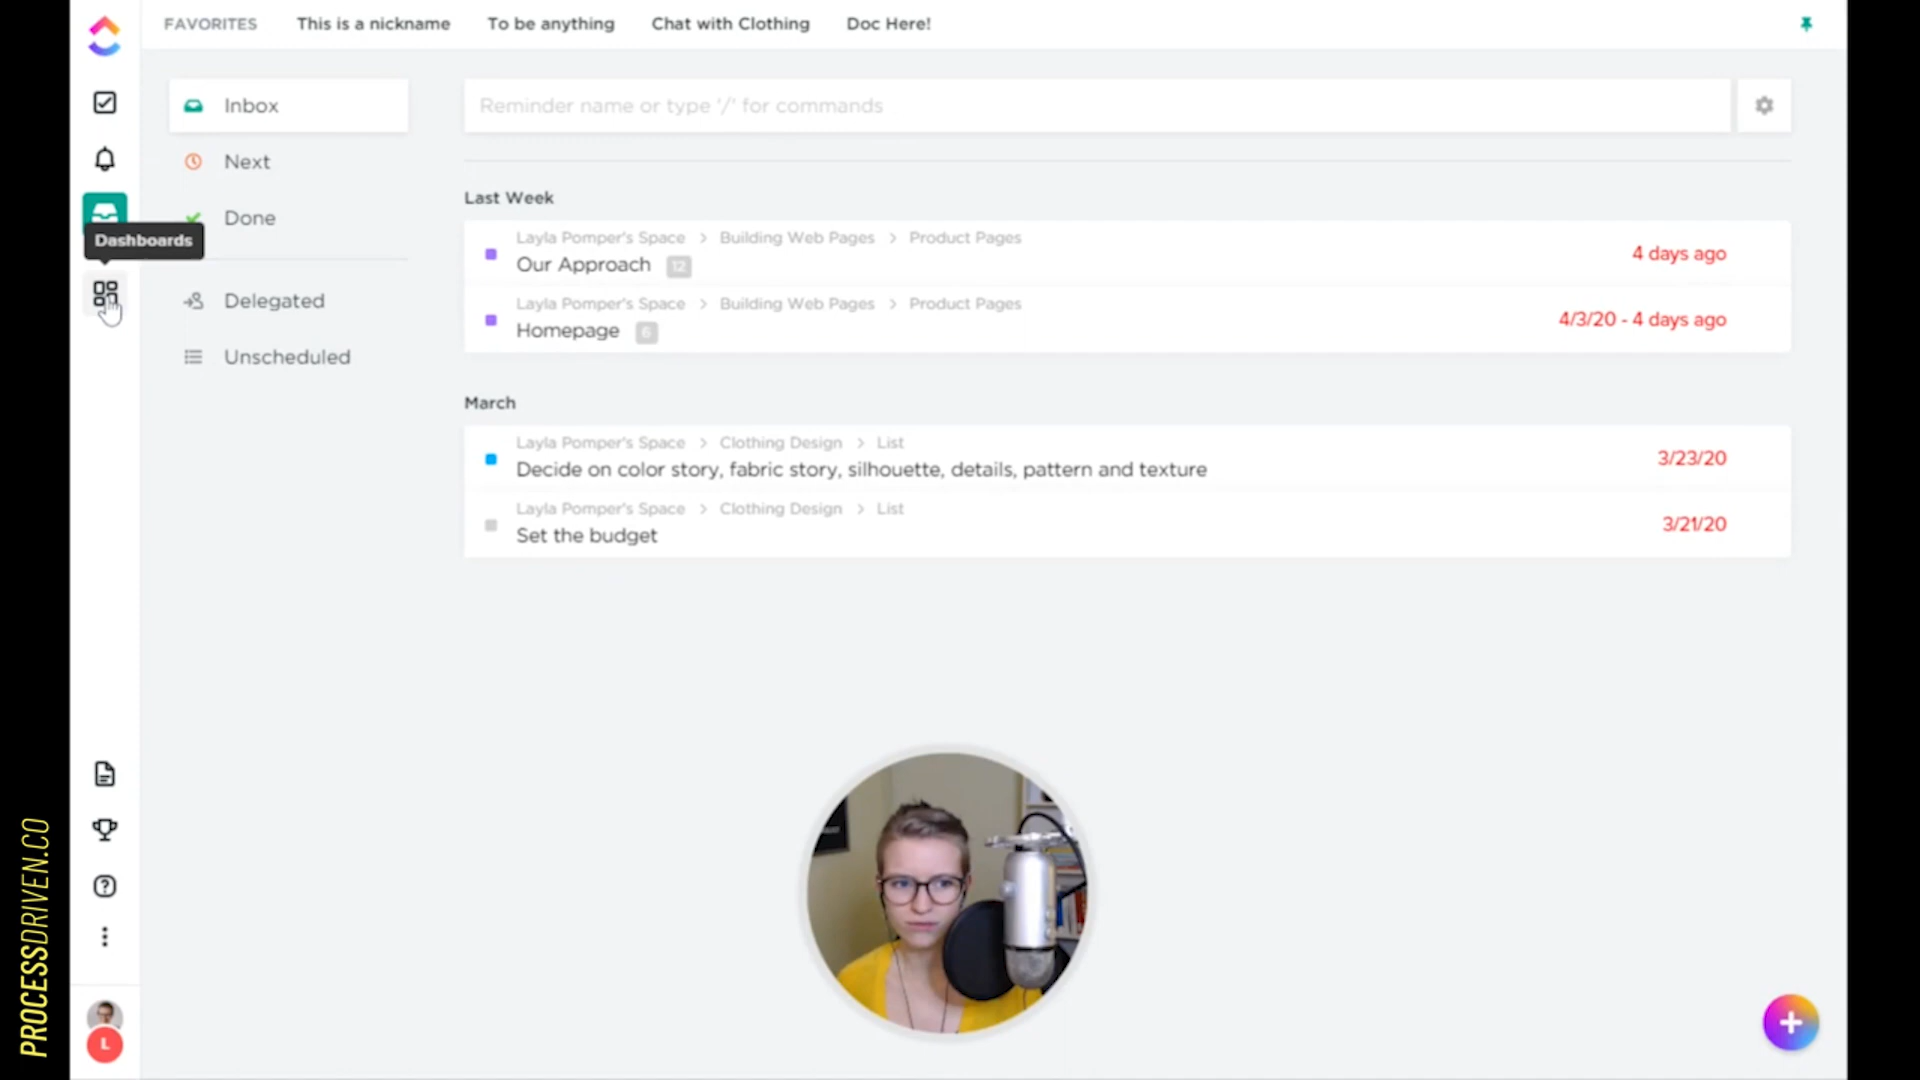 FAVORITES This is a nickname To be anything Chat with Clothing Doc Here!
Inbox
Reminder name or type '/' for commands
Next
Done
Dashboards
Delegated
Unscheduled
Last Week
Layla Pomper's Space > Building Web Pages > Product Pages
Our Approach 12
4 days ago
Layla Pomper's Space > Building Web Pages > Product Pages
Homepage 6
4/3/20 - 4 days ago
March
Layla Pomper's Space > Clothing Design > List
Decide on color story, fabric story, silhouette, details, pattern and texture
3/23/20
Layla Pomper's Space > Clothing Design > List
Set the budget
3/21/20
L
PROCESSDRIVEN.CO